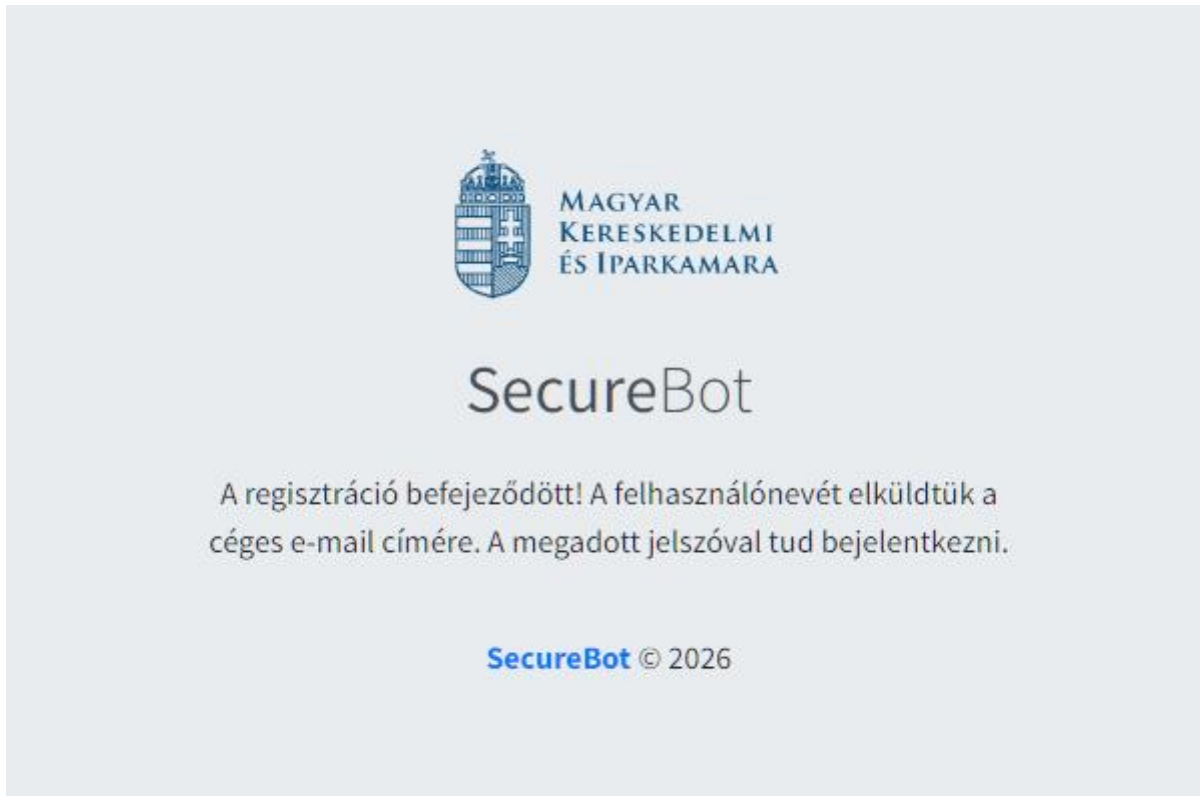 MAGYAR
KERESKEDELMI
ÉS IPARKAMARA
SecureBot
A regisztráció befejeződött! A felhasználónevét elküldtük a
céges e-mail címére. A megadott jelszóval tud bejelentkezni.
SecureBot © 2026